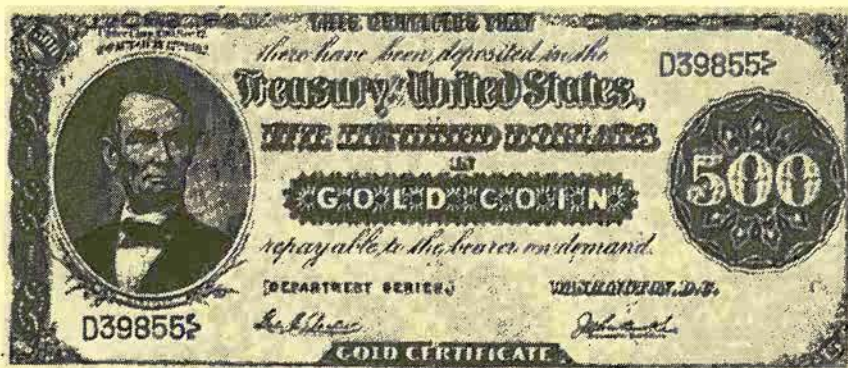 THIS CERTIFIES THAT
there have been deposited in the
D39855
Treasury of the United States,
FIVE HUNDRED DOLLARS
IN
500
GOLD COIN
repayable to the bearer on demand.
DEPARTMENT SERIES
WASHINGTON, D.C.
D39855
GOLD CERTIFICATE